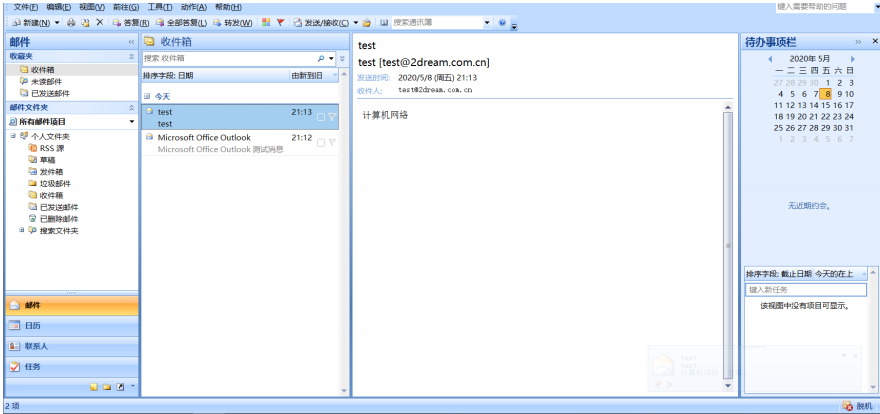 文件(F) 编辑(E) 视图(V) 前往(G) 工具(T) 动作(A) 帮助(H) 键入需要帮助的问题
新建(N) 答复(R) 全部答复(L) 转发(W) 发送/接收(C) 搜索通讯簿
邮件 «
收藏夹
收件箱
未读邮件
已发送邮件
邮件文件夹
所有邮件项目
个人文件夹
RSS 源
草稿
发件箱
垃圾邮件
收件箱
已发送邮件
已删除邮件
搜索文件夹
邮件
日历
联系人
任务
收件箱
搜索 收件箱
排序字段: 日期 由新到旧
今天
test 21:13
test
Microsoft Office Outlook 21:12
Microsoft Office Outlook 测试消息
test
test [test@2dream.com.cn]
发送时间: 2020/5/8 (周五) 21:13
收件人: test@2dream.com.cn
计算机网络
test
test
计算机网络
待办事项栏 » ×
2020年 5月
一 二 三 四 五 六 日
27 28 29 30 1 2 3
4 5 6 7 8 9 10
11 12 13 14 15 16 17
18 19 20 21 22 23 24
25 26 27 28 29 30 31
1 2 3 4 5 6 7
无近期约会。
排序字段: 截止日期 今天的在上
键入新任务
该视图中没有项目可显示。
2 项 脱机